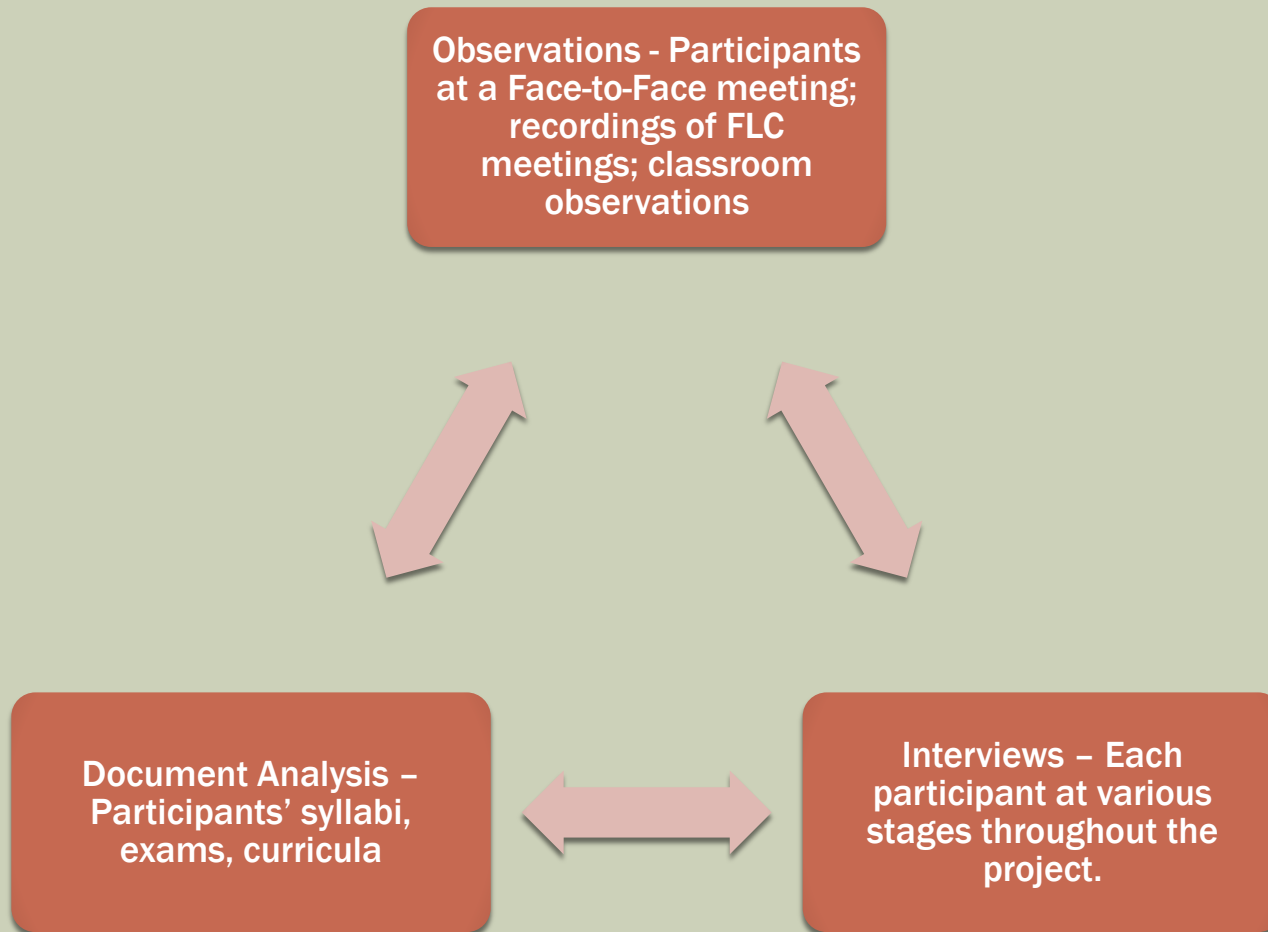 Observations - Participants
at a Face-to-Face meeting;
recordings of FLC
meetings; classroom
observations
Document Analysis –
Participants’ syllabi,
exams, curricula
Interviews – Each
participant at various
stages throughout the
project.